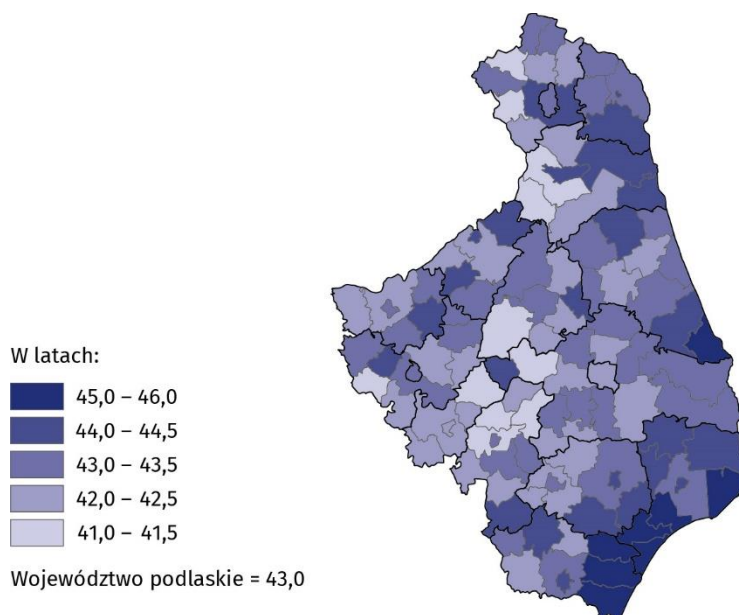 W latach:
45,0 – 46,0
44,0 – 44,5
43,0 – 43,5
42,0 – 42,5
41,0 – 41,5
Województwo podlaskie = 43,0